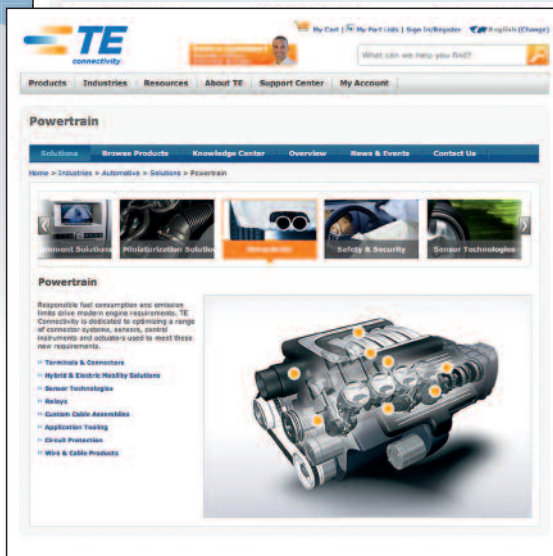 My Cart | My Part Lists | Sign In/Register English (Change)
TE
connectivity
What can we help you find?
Products Industries Resources About TE Support Center My Account
Powertrain
Solutions Browse Products Knowledge Center Overview News & Events Contact Us
Home > Industries > Automotive > Solutions > Powertrain
inment Solutions Miniaturization Solutio Safety & Security Sensor Technologies
Powertrain
Responsible fuel consumption and emission
limits drive modern engine requirements. TE
Connectivity is dedicated to optimizing a range
of connector systems, sensors, control
instruments and actuators used to meet these
new requirements.
» Terminals & Connectors
» Hybrid & Electric Mobility Solutions
» Sensor Technologies
» Relays
» Custom Cable Assemblies
» Application Tooling
» Circuit Protection
» Wire & Cable Products